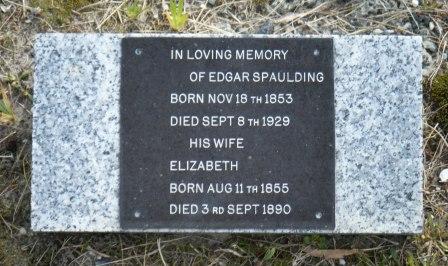 IN LOVING MEMORY
OF EDGAR SPAULDING
BORN NOV 18 TH 1853
DIED SEPT 8 TH 1929
HIS WIFE
ELIZABETH
BORN AUG 11 TH 1855
DIED 3 RD SEPT 1890